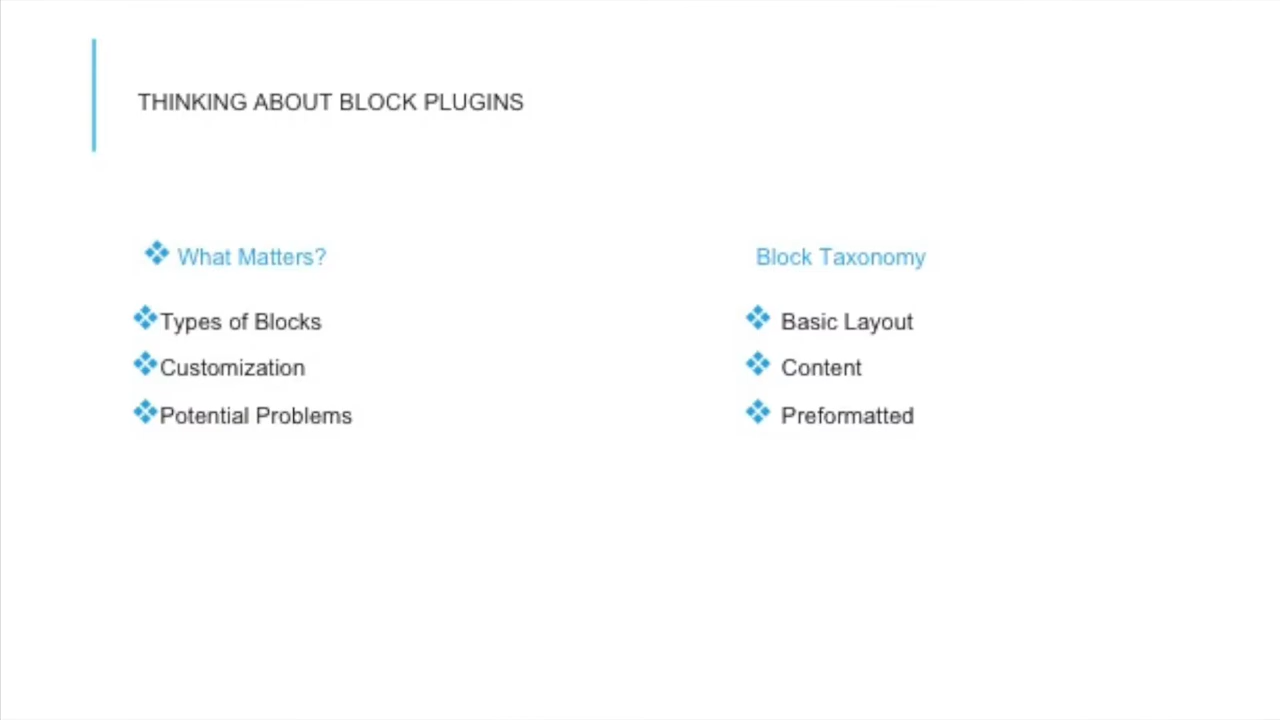 THINKING ABOUT BLOCK PLUGINS
What Matters?
Types of Blocks
Customization
Potential Problems
Block Taxonomy
Basic Layout
Content
Preformatted